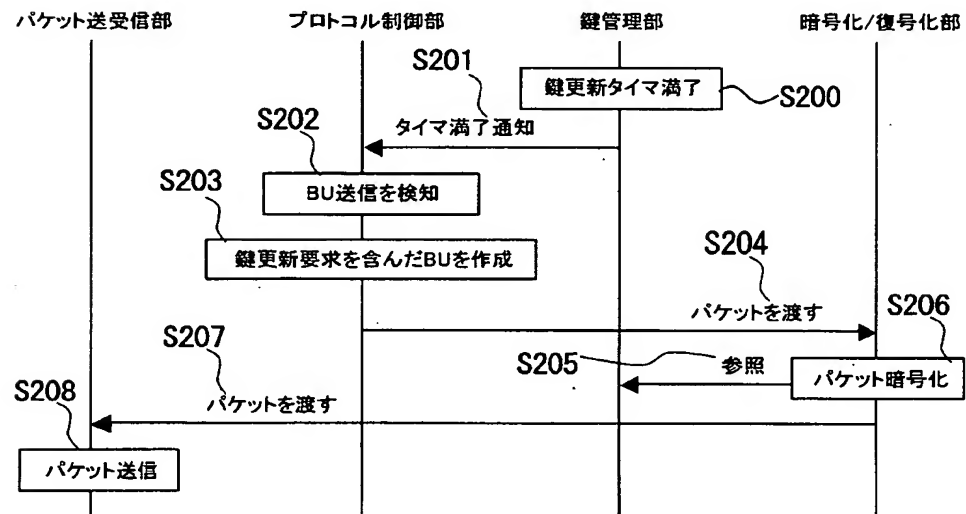 パケット送受信部
プロトコル制御部
鍵管理部
暗号化/復号化部
S201
鍵更新タイマ満了
S200
S202
タイマ満了通知
S203
BU送信を検知
鍵更新要求を含んだBUを作成
S204
パケットを渡す
S206
S207
S205
参照
パケット暗号化
S208
パケットを渡す
パケット送信